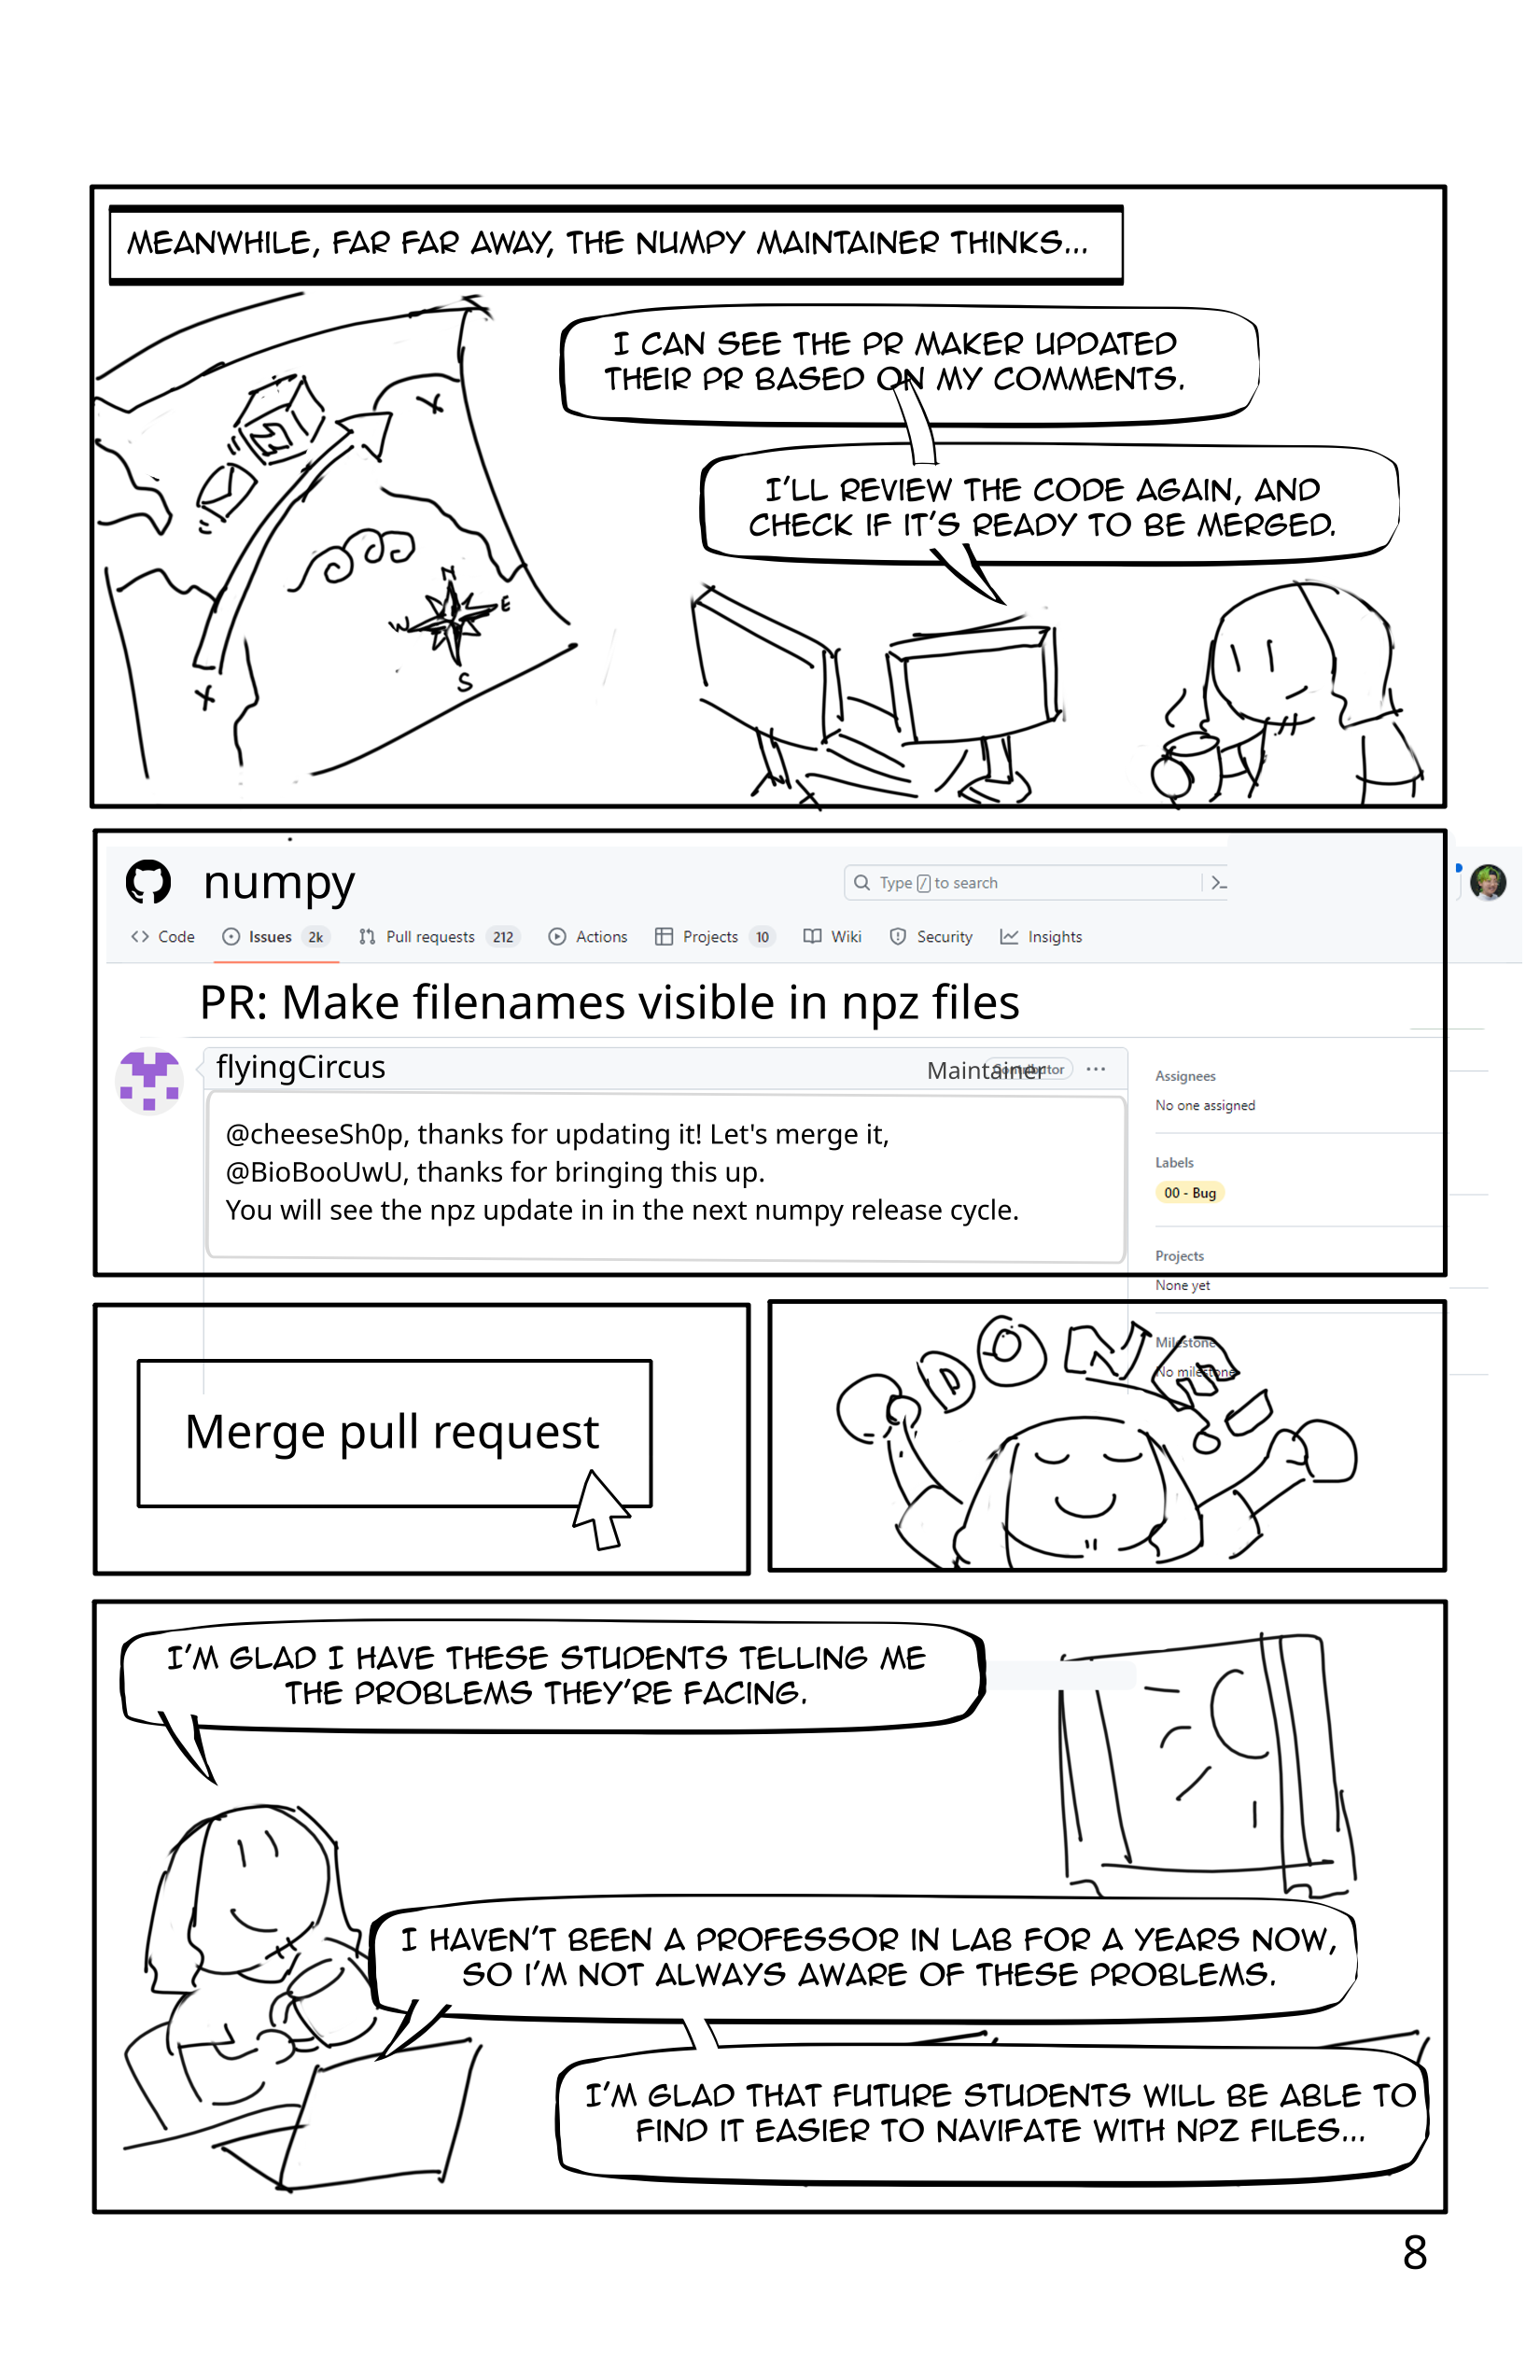 MEANWHILE, FAR FAR AWAY, THE NUMPY MAINTAINER THINKS...
I CAN SEE THE PR MAKER UPDATED
THEIR PR BASED ON MY COMMENTS.
I'LL REVIEW THE CODE AGAIN, AND
CHECK IF IT'S READY TO BE MERGED.
N
W E
S
X
X
numpy
Type / to search
Code Issues 2k Pull requests 212 Actions Projects 10 Wiki Security Insights
PR: Make filenames visible in npz files
flyingCircus Maintainer Contributor
@cheeseSh0p, thanks for updating it! Let's merge it,
@BioBooUwU, thanks for bringing this up.
You will see the npz update in in the next numpy release cycle.
Assignees
No one assigned
Labels
00 - Bug
Projects
None yet
Milestone
No milestone
Merge pull request
DONE!
I'M GLAD I HAVE THESE STUDENTS TELLING ME
THE PROBLEMS THEY'RE FACING.
I HAVEN'T BEEN A PROFESSOR IN LAB FOR A YEARS NOW,
SO I'M NOT ALWAYS AWARE OF THESE PROBLEMS.
I'M GLAD THAT FUTURE STUDENTS WILL BE ABLE TO
FIND IT EASIER TO NAVIFATE WITH NPZ FILES...
8